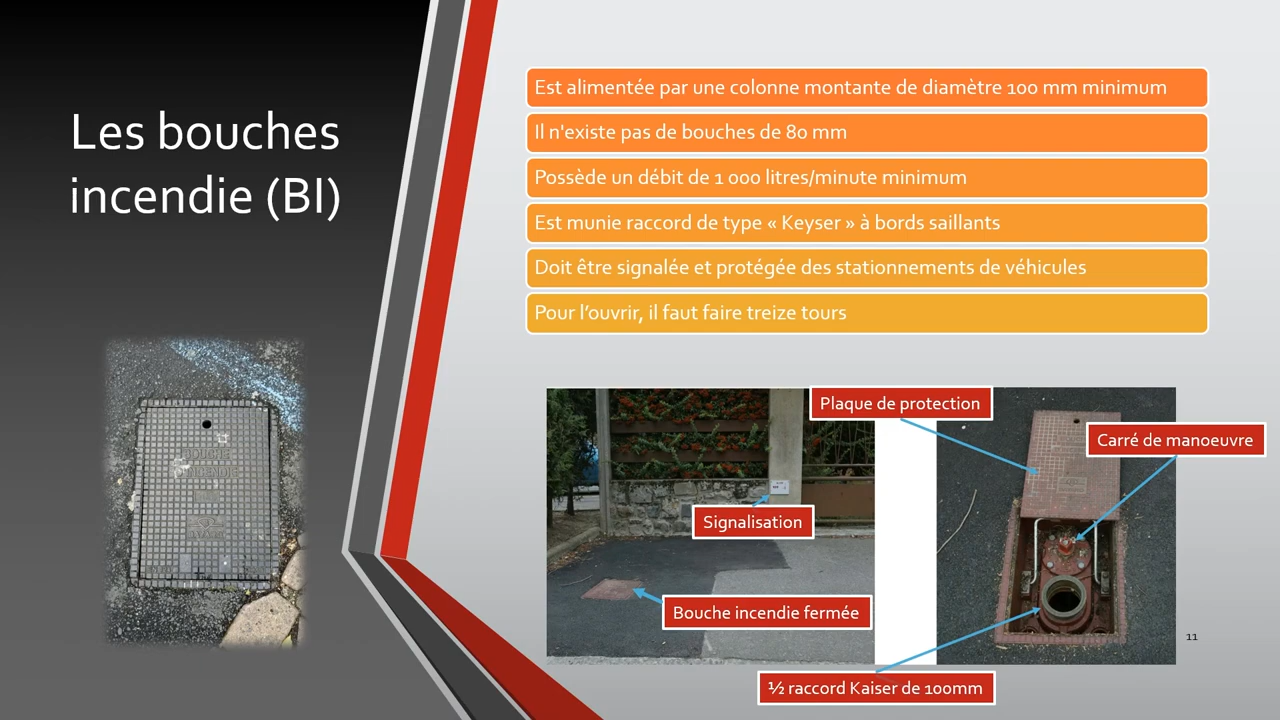 Les bouches
incendie (BI)
Est alimentée par une colonne montante de diamètre 100 mm minimum
Il n'existe pas de bouches de 80 mm
Possède un débit de 1 000 litres/minute minimum
Est munie raccord de type « Keyser » à bords saillants
Doit être signalée et protégée des stationnements de véhicules
Pour l’ouvrir, il faut faire treize tours
BOUCHE
INCENDIE
Plaque de protection
Carré de manoeuvre
Signalisation
Bouche incendie fermée
½ raccord Kaiser de 100mm
11